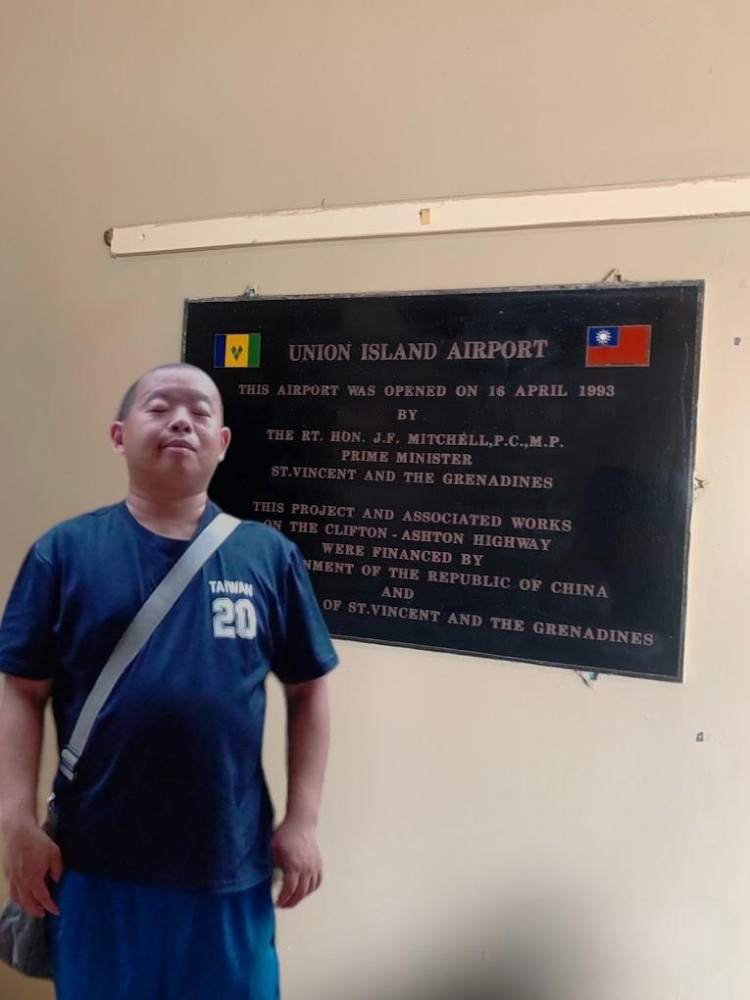 UNION ISLAND AIRPORT
THIS AIRPORT WAS OPENED ON 16 APRIL 1993
BY
THE RT. HON. J.F. MITCHELL,P.C.,M.P.
PRIME MINISTER
ST.VINCENT AND THE GRENADINES
THIS PROJECT AND ASSOCIATED WORKS
ON THE CLIFTON - ASHTON HIGHWAY
WERE FINANCED BY
NMENT OF THE REPUBLIC OF CHINA
AND
OF ST.VINCENT AND THE GRENADINES
TAIWAN
20